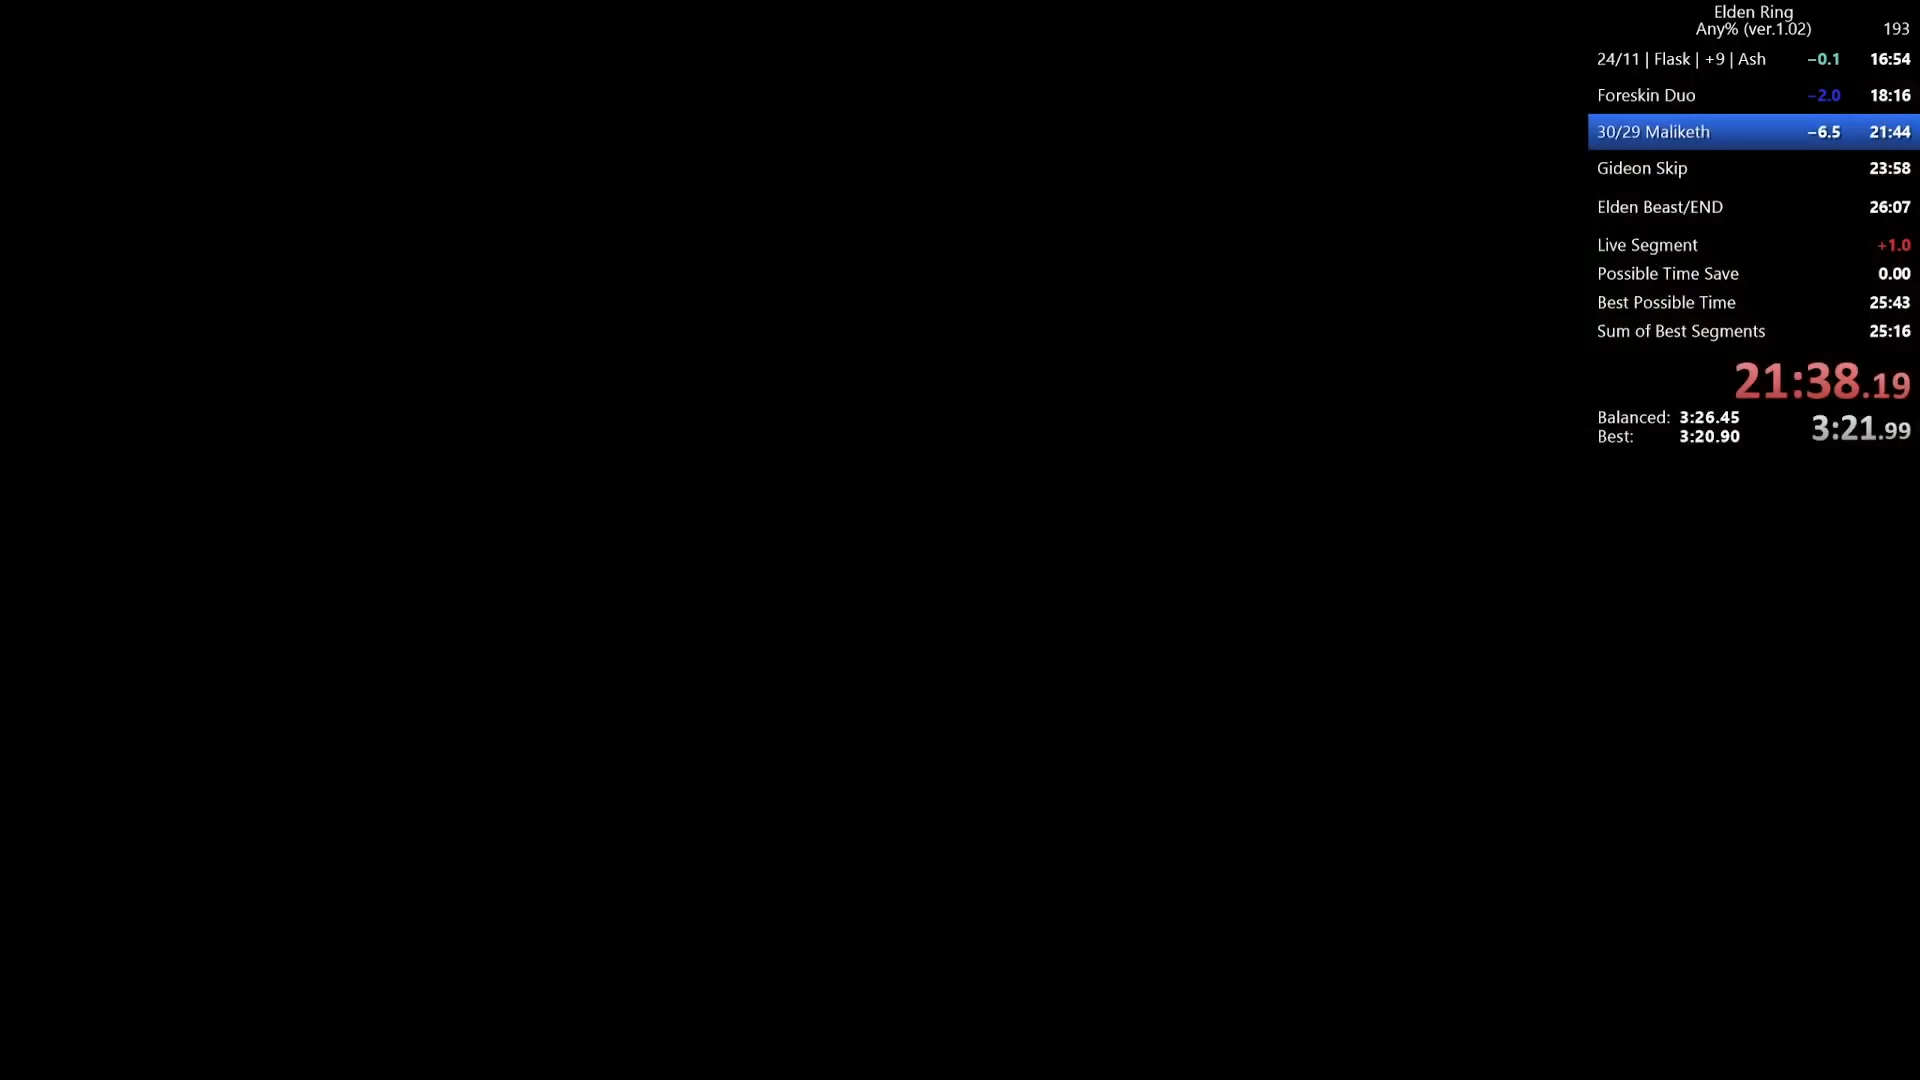 Elden Ring
Any% (ver.1.02) 193
24/11 | Flask | +9 | Ash −0.1 16:54
Foreskin Duo −2.0 18:16
30/29 Maliketh −6.5 21:44
Gideon Skip 23:58
Elden Beast/END 26:07
Live Segment +1.0
Possible Time Save 0.00
Best Possible Time 25:43
Sum of Best Segments 25:16
21:38.19
Balanced: 3:26.45
Best: 3:20.90
3:21.99